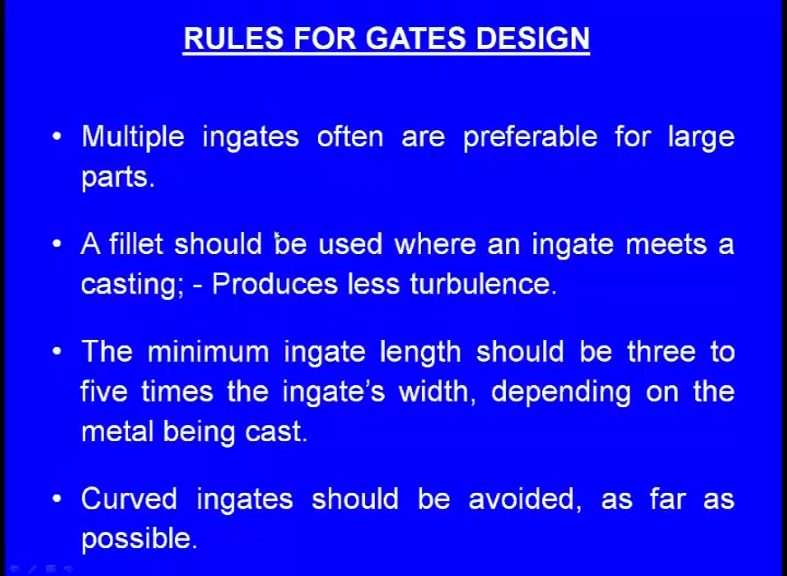 RULES FOR GATES DESIGN
• Multiple ingates often are preferable for large
parts.
• A fillet should be used where an ingate meets a
casting; - Produces less turbulence.
• The minimum ingate length should be three to
five times the ingate’s width, depending on the
metal being cast.
• Curved ingates should be avoided, as far as
possible.